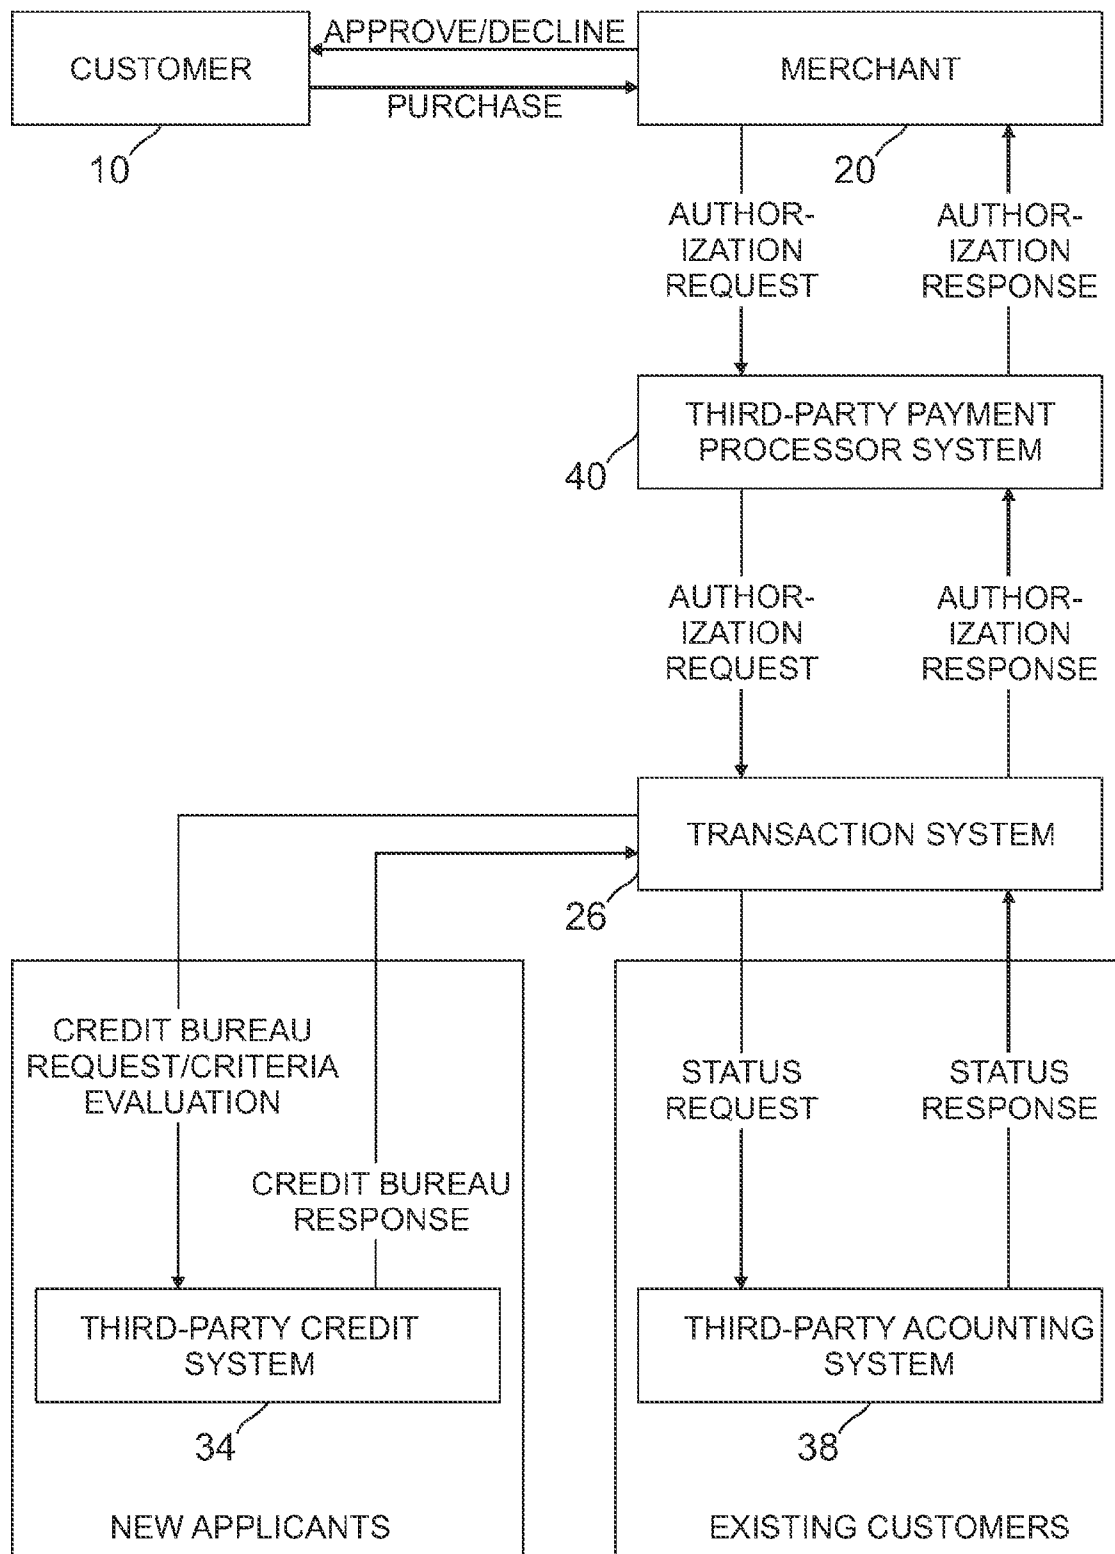 APPROVE/DECLINE
CUSTOMER
MERCHANT
PURCHASE
10
20
AUTHOR-
IZATION
REQUEST
AUTHOR-
IZATION
RESPONSE
THIRD-PARTY PAYMENT
PROCESSOR SYSTEM
40
AUTHOR-
IZATION
REQUEST
AUTHOR-
IZATION
RESPONSE
TRANSACTION SYSTEM
26
CREDIT BUREAU
REQUEST/CRITERIA
EVALUATION
CREDIT BUREAU
RESPONSE
STATUS
REQUEST
STATUS
RESPONSE
THIRD-PARTY CREDIT
SYSTEM
34
THIRD-PARTY ACOUNTING
SYSTEM
38
NEW APPLICANTS
EXISTING CUSTOMERS